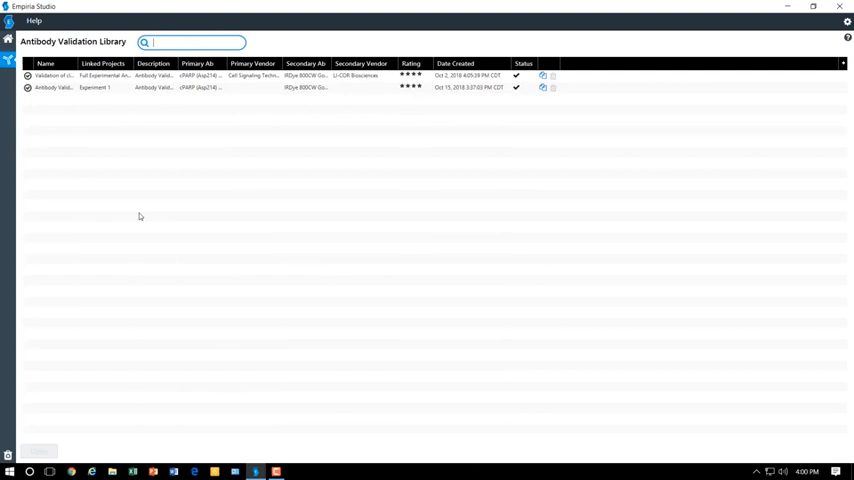 Empiria Studio
Help
Antibody Validation Library
Name Linked Projects Description Primary Ab Primary Vendor Secondary Ab Secondary Vendor Rating Date Created Status
Validation of cl... Full Experimental An... Antibody Valid... cPARP (Asp214) ... Cell Signaling Techn... IRDye 800CW Go... LI-COR Biosciences **** Oct 2, 2018 4:05:39 PM CDT
Antibody Valid... Experiment 1 Antibody Valid... cPARP (Asp214) ... IRDye 800CW Go... **** Oct 15, 2018 3:37:03 PM CDT
4:00 PM